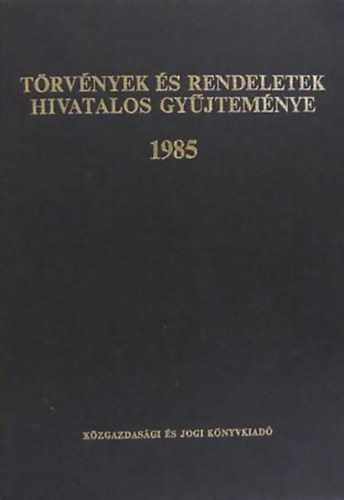 TÖRVÉNYEK ÉS RENDELETEK
HIVATALOS GYŰJTEMÉNYE
1985
KÖZGAZDASÁGI ÉS JOGI KÖNYVKIADÓ